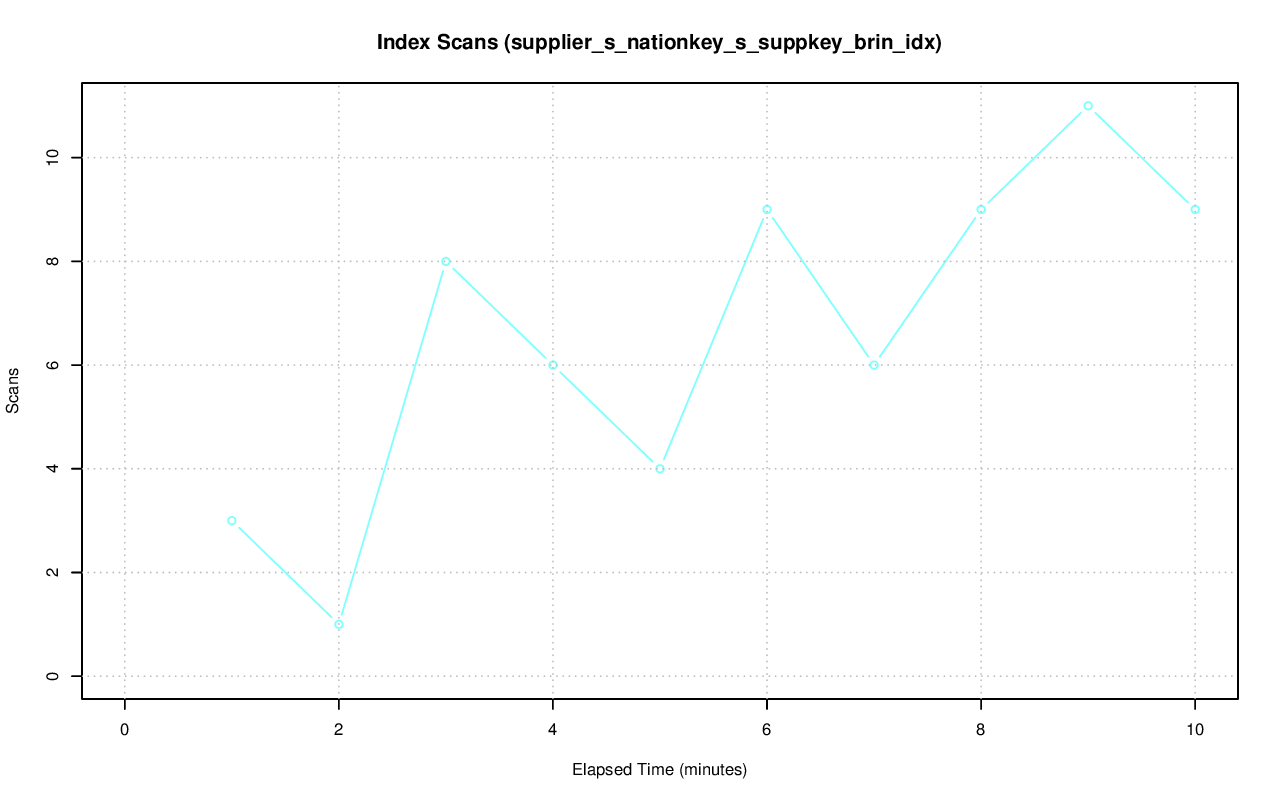 Index Scans (supplier_s_nationkey_s_suppkey_brin_idx)
10
8
6
4
2
0
Scans
0 2 4 6 8 10
Elapsed Time (minutes)